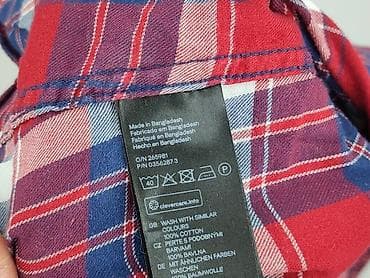 Made in Bangladesh
Fabricado em Bangladesh
Fabriqué en Bangladesh
Hecho en Bangladesh
O/N 265981
P/N 0356287-3
40
P
clevercare.info
GB WASH WITH SIMILAR
COLOURS
100% COTTON
CZ PERTE S PODOBNÝMI
BARVAMI
100% BAVLNA
DE MIT ÄHNLICHEN FARBEN
WASCHEN
100% BAUMWOLLE